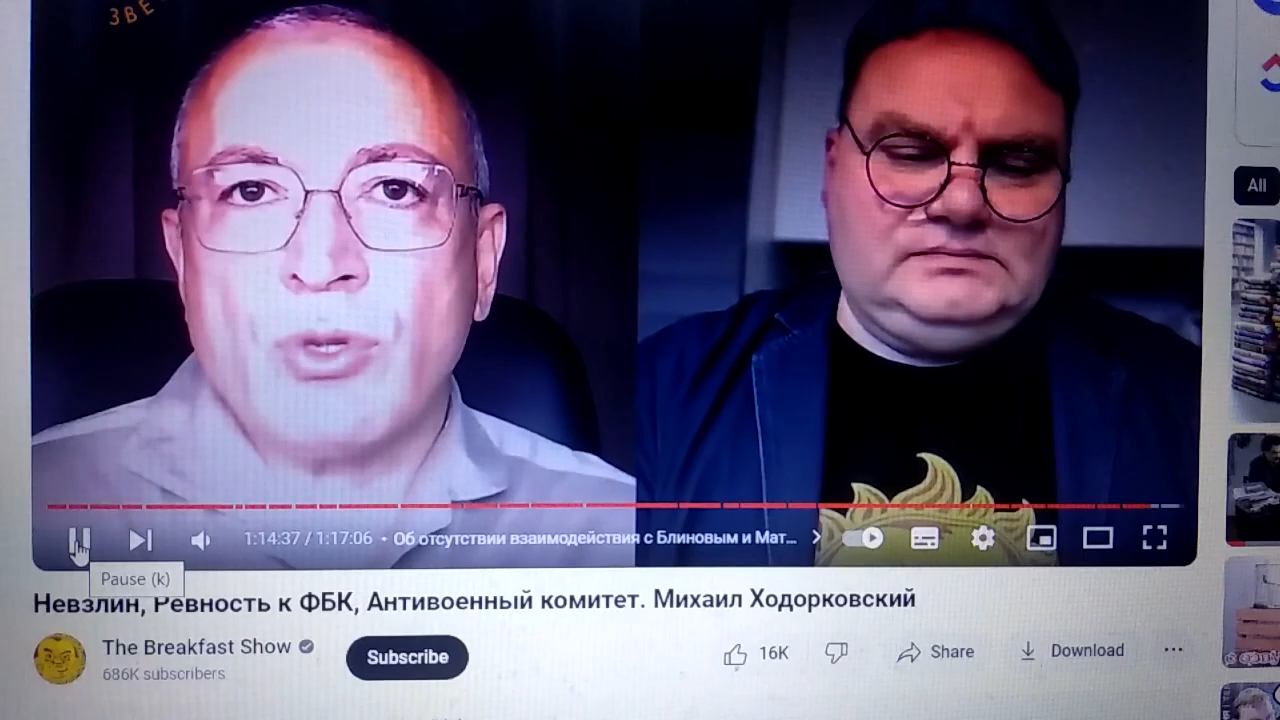 ЗВЕ
All
1:14:37 / 1:17:06 • Об отсутствии взаимодействия с Блиновым и Мат...
Pause (k)
Невзлин, Ревность к ФБК, Антивоенный комитет. Михаил Ходорковский
The Breakfast Show
686K subscribers
Subscribe
16K
Share
Download